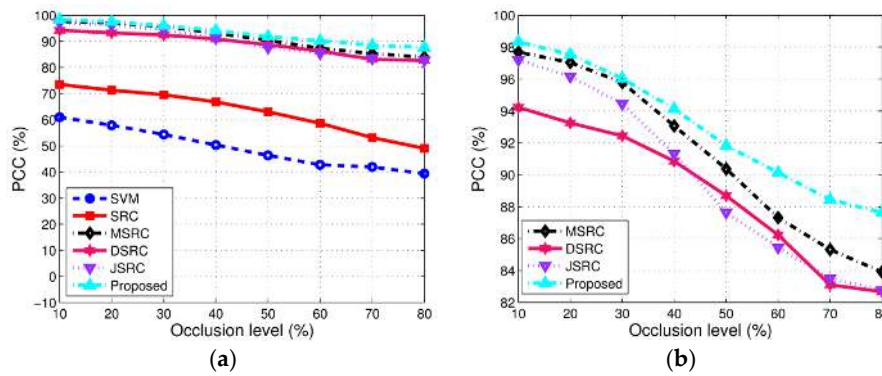 100
90
80
70
60
50
40
30
20
10
0
−10
PCC (%)
SVM
SRC
MSRC
DSRC
JSRC
Proposed
10 20 30 40 50 60 70 80
Occlusion level (%)
(a)
100
98
96
94
92
90
88
86
84
82
PCC (%)
MSRC
DSRC
JSRC
Proposed
10 20 30 40 50 60 70
Occlusion level (%)
(b)